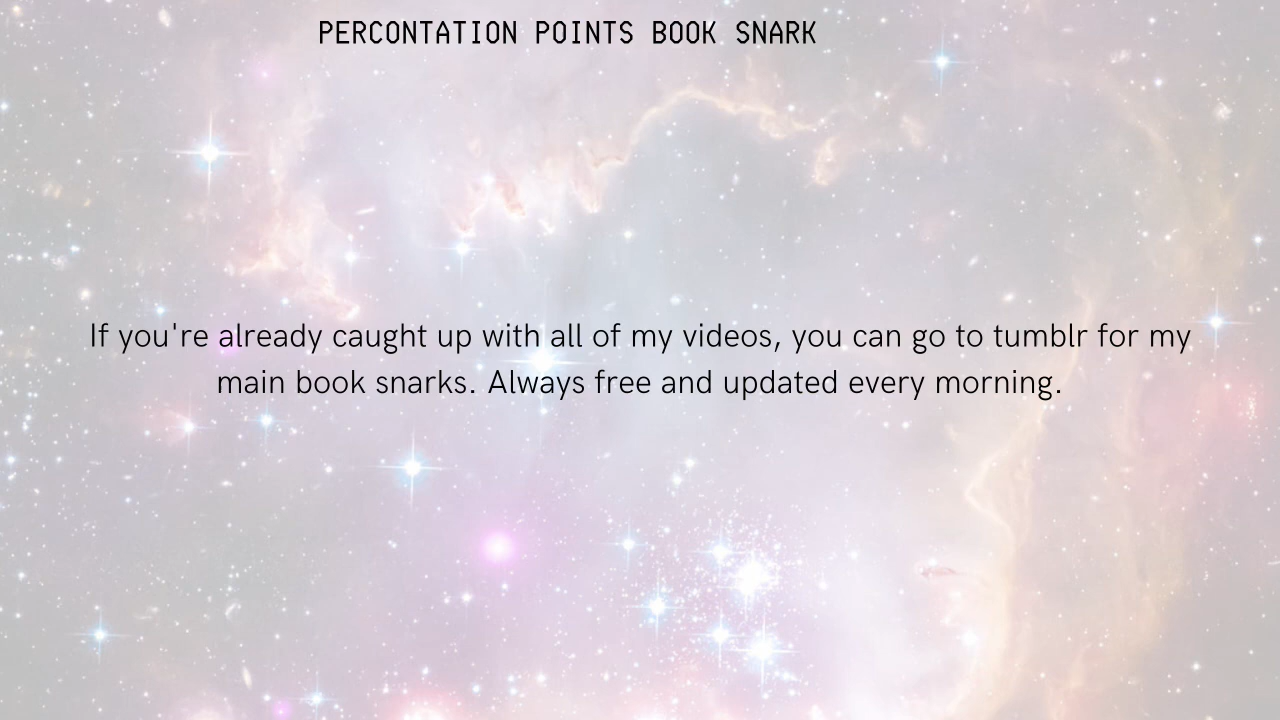 PERCONTATION POINTS BOOK SNARK
If you're already caught up with all of my videos, you can go to tumblr for my
main book snarks. Always free and updated every morning.